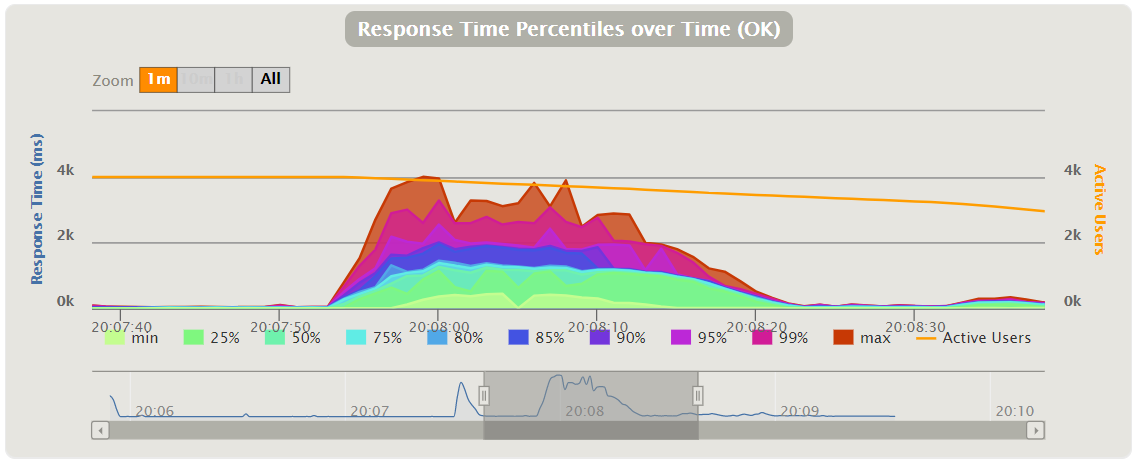 Response Time Percentiles over Time (OK)
Zoom 1m 10m 1h All
Response Time (ms)
4k
2k
0k
4k
2k
0k
Active Users
20:07:40 20:07:50 20:08:00 20:08:10 20:08:20 20:08:30
min 25% 50% 75% 80% 85% 90% 95% 99% max Active Users
20:06 20:07 20:08 20:09 20:10